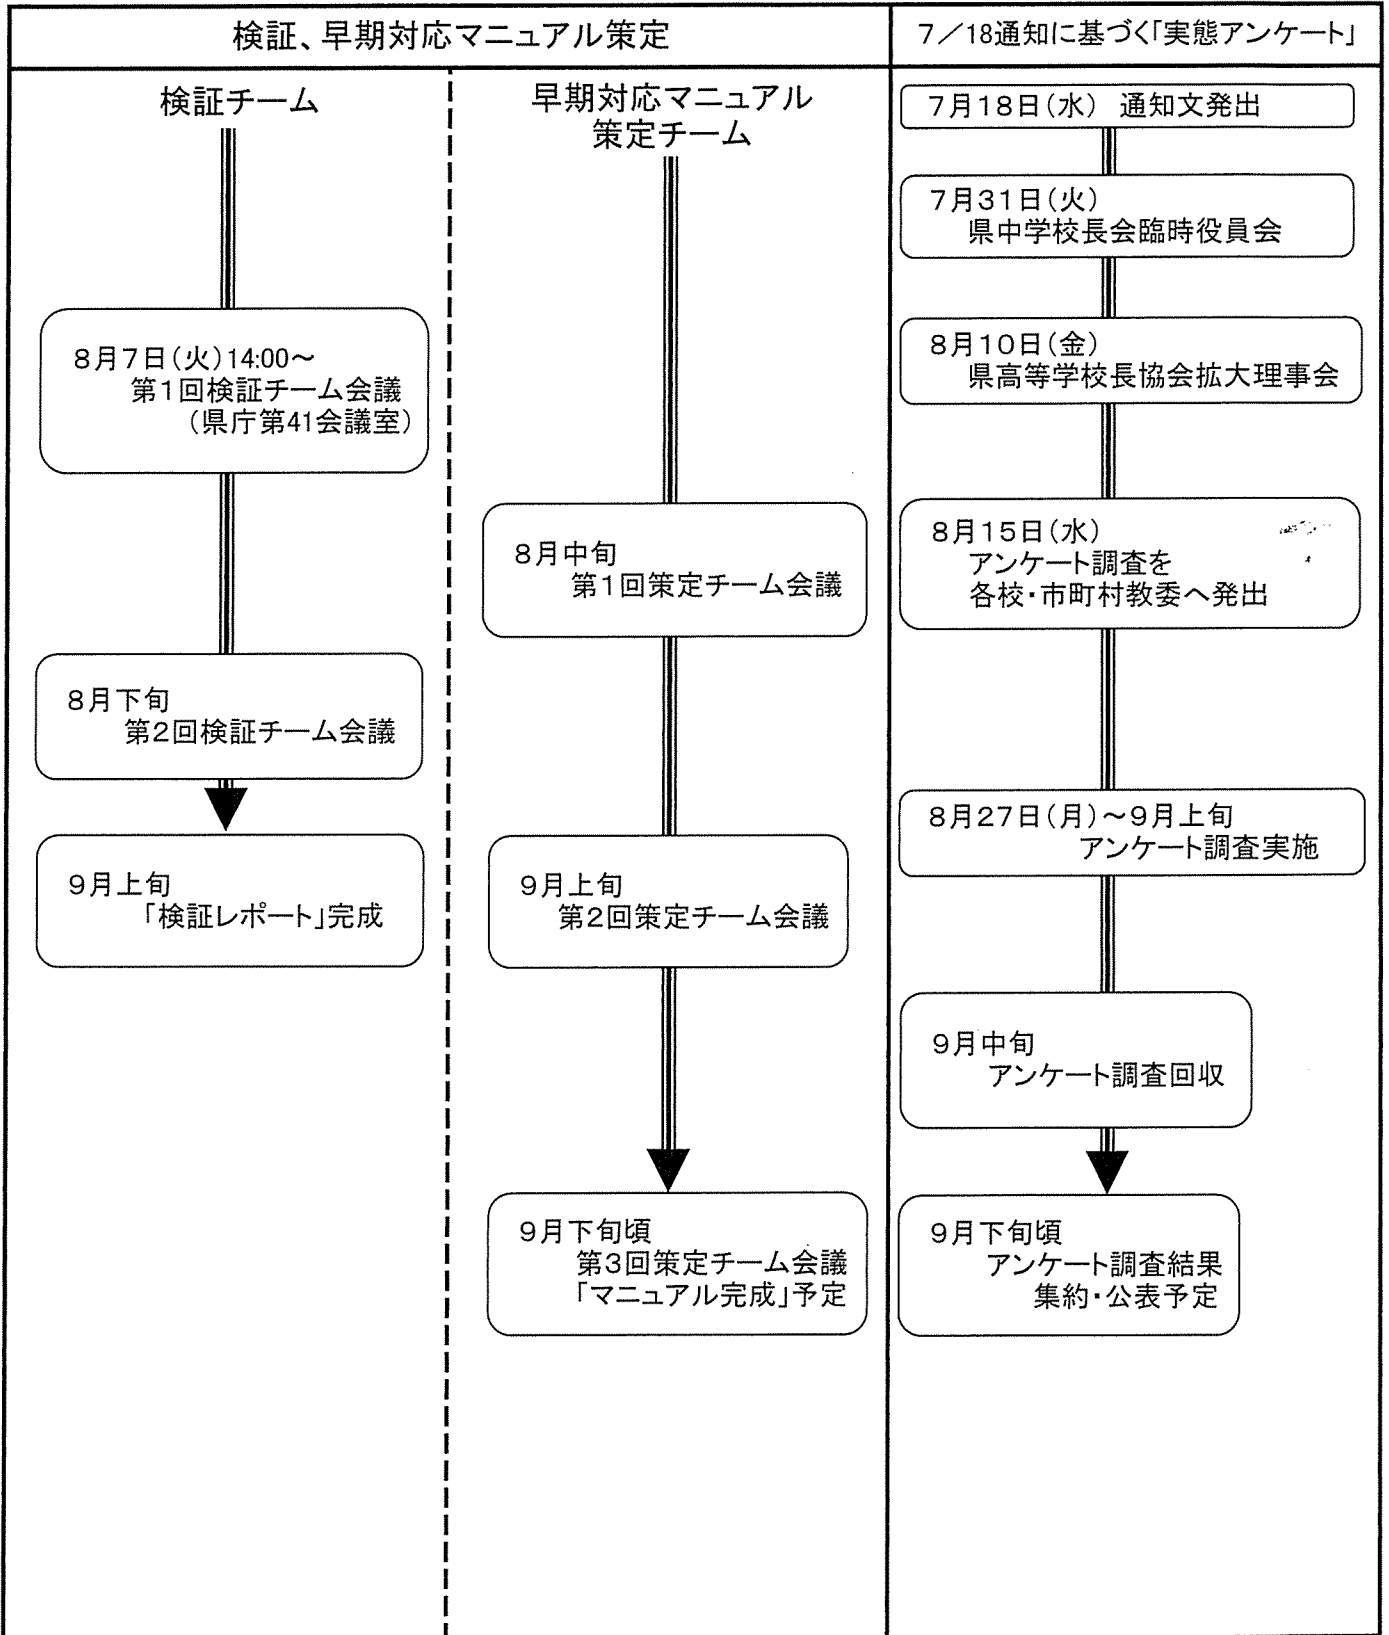 検証、早期対応マニュアル策定
7／18通知に基づく「実態アンケート」
検証チーム
8月7日(火)14:00～
第1回検証チーム会議
(県庁第41会議室)
8月下旬
第2回検証チーム会議
9月上旬
「検証レポート」完成
早期対応マニュアル
策定チーム
8月中旬
第1回策定チーム会議
9月上旬
第2回策定チーム会議
9月下旬頃
第3回策定チーム会議
「マニュアル完成」予定
7月18日(水)　通知文発出
7月31日(火)
県中学校長会臨時役員会
8月10日(金)
県高等学校長協会拡大理事会
8月15日(水)
アンケート調査を
各校・市町村教委へ発出
8月27日(月)～9月上旬
アンケート調査実施
9月中旬
アンケート調査回収
9月下旬頃
アンケート調査結果
集約・公表予定